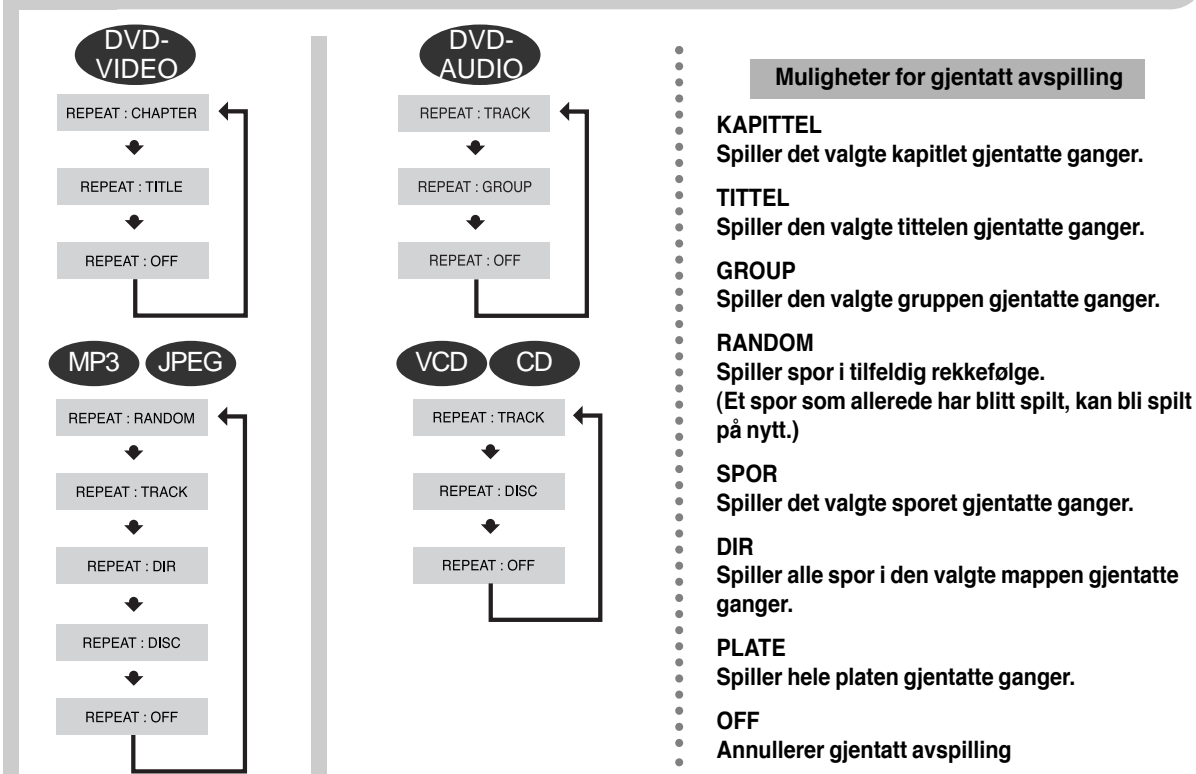 DVD-
VIDEO
REPEAT : CHAPTER
REPEAT : TITLE
REPEAT : OFF
MP3 JPEG
REPEAT : RANDOM
REPEAT : TRACK
REPEAT : DIR
REPEAT : DISC
REPEAT : OFF
DVD-
AUDIO
REPEAT : TRACK
REPEAT : GROUP
REPEAT : OFF
VCD CD
REPEAT : TRACK
REPEAT : DISC
REPEAT : OFF
Muligheter for gjentatt avspilling
KAPITTEL
Spiller det valgte kapitlet gjentatte ganger.
TITTEL
Spiller den valgte tittelen gjentatte ganger.
GROUP
Spiller den valgte gruppen gjentatte ganger.
RANDOM
Spiller spor i tilfeldig rekkefølge.
(Et spor som allerede har blitt spilt, kan bli spilt
på nytt.)
SPOR
Spiller det valgte sporet gjentatte ganger.
DIR
Spiller alle spor i den valgte mappen gjentatte
ganger.
PLATE
Spiller hele platen gjentatte ganger.
OFF
Annullerer gjentatt avspilling